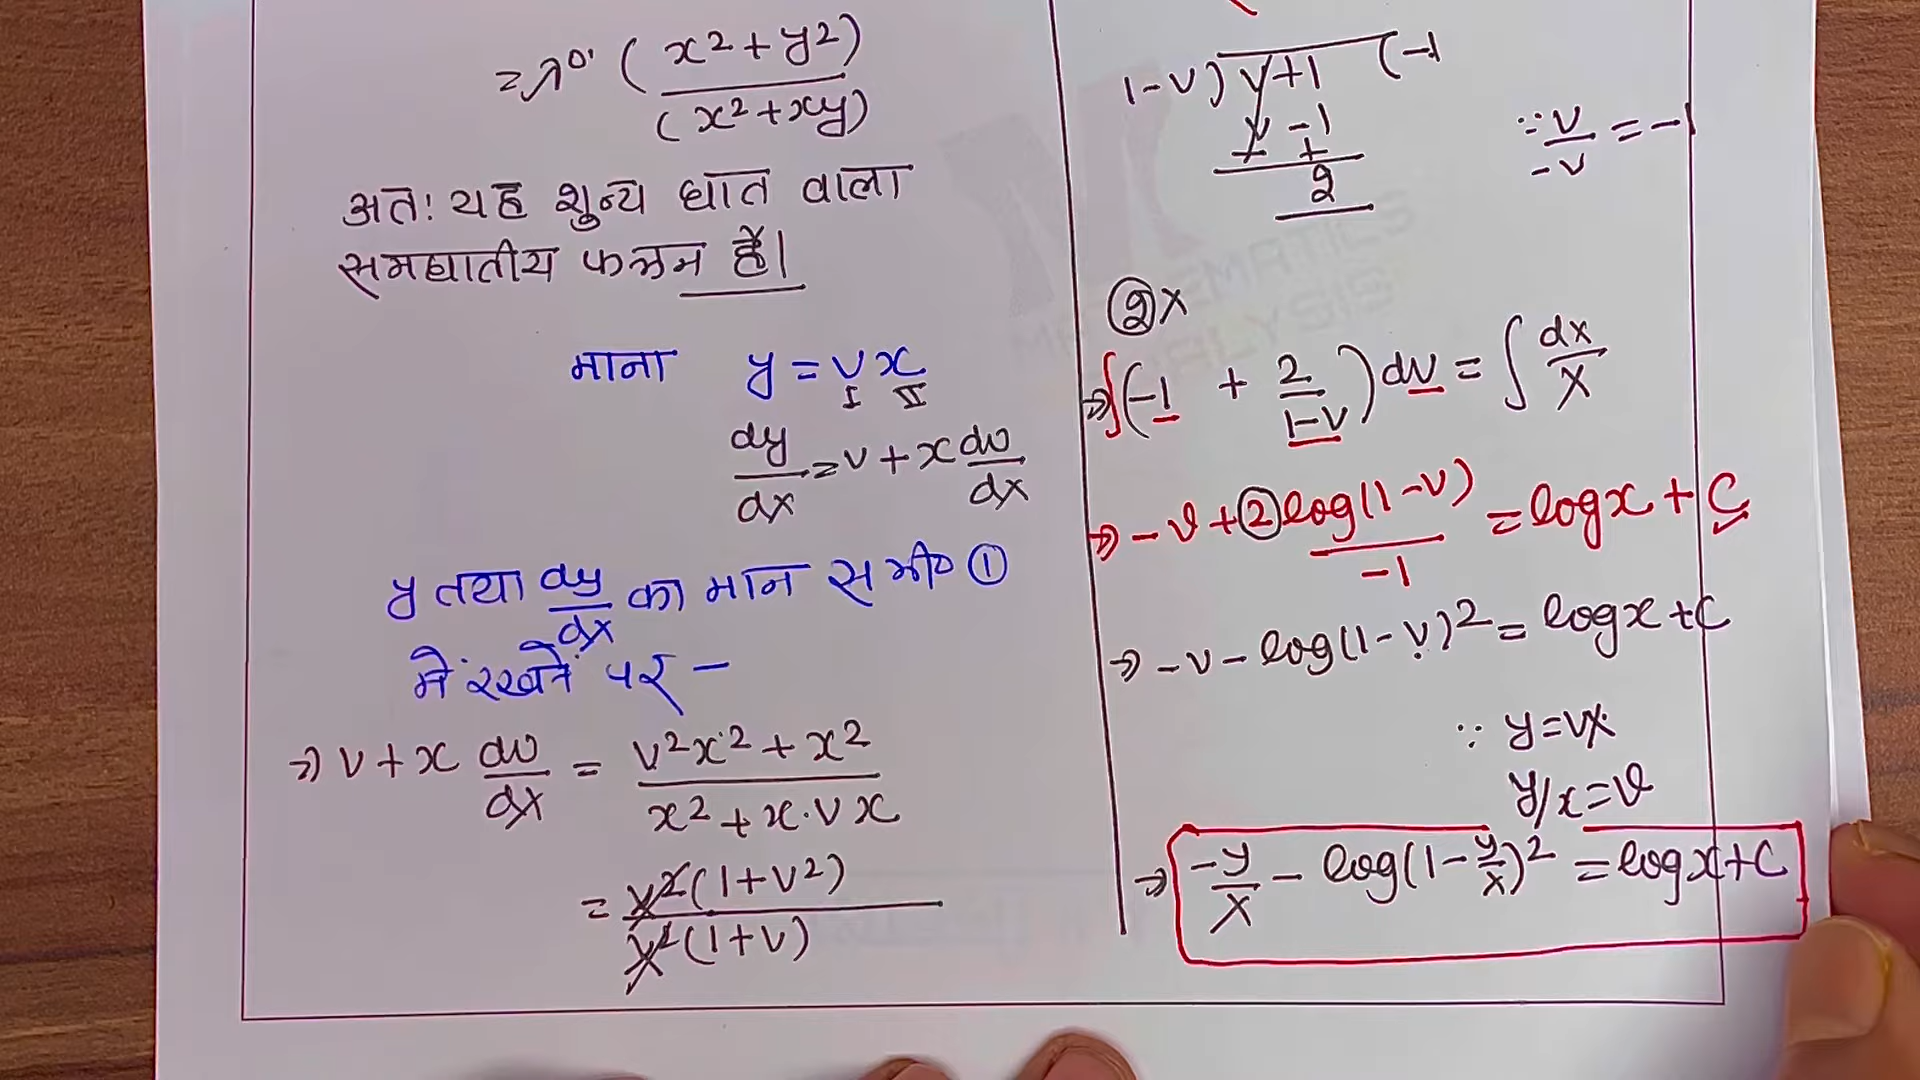 = λ⁰ (x² + y²) / (x² + xy)
अतः यह शून्य घात वाला
समघातीय फलन है।
माना y = vx
I II
dy/dx = v + x dv/dx
y तथा dy/dx का मान समी० ①
में रखने पर –
⇒ v + x dv/dx = (v²x² + x²) / (x² + x·vx)
= x²(1+v²) / x²(1+v)
1-v) v+1 (-1
v -1
- +
2
∵ v/-v = -1
②x
⇒ ∫(-1 + 2/(1-v)) dv = ∫ dx/x
⇒ -v + ② log(1-v)/-1 = log x + C
⇒ -v - log(1-v)² = log x + C
∵ y = vx
y/x = v
⇒ -y/x - log(1 - y/x)² = log x + C